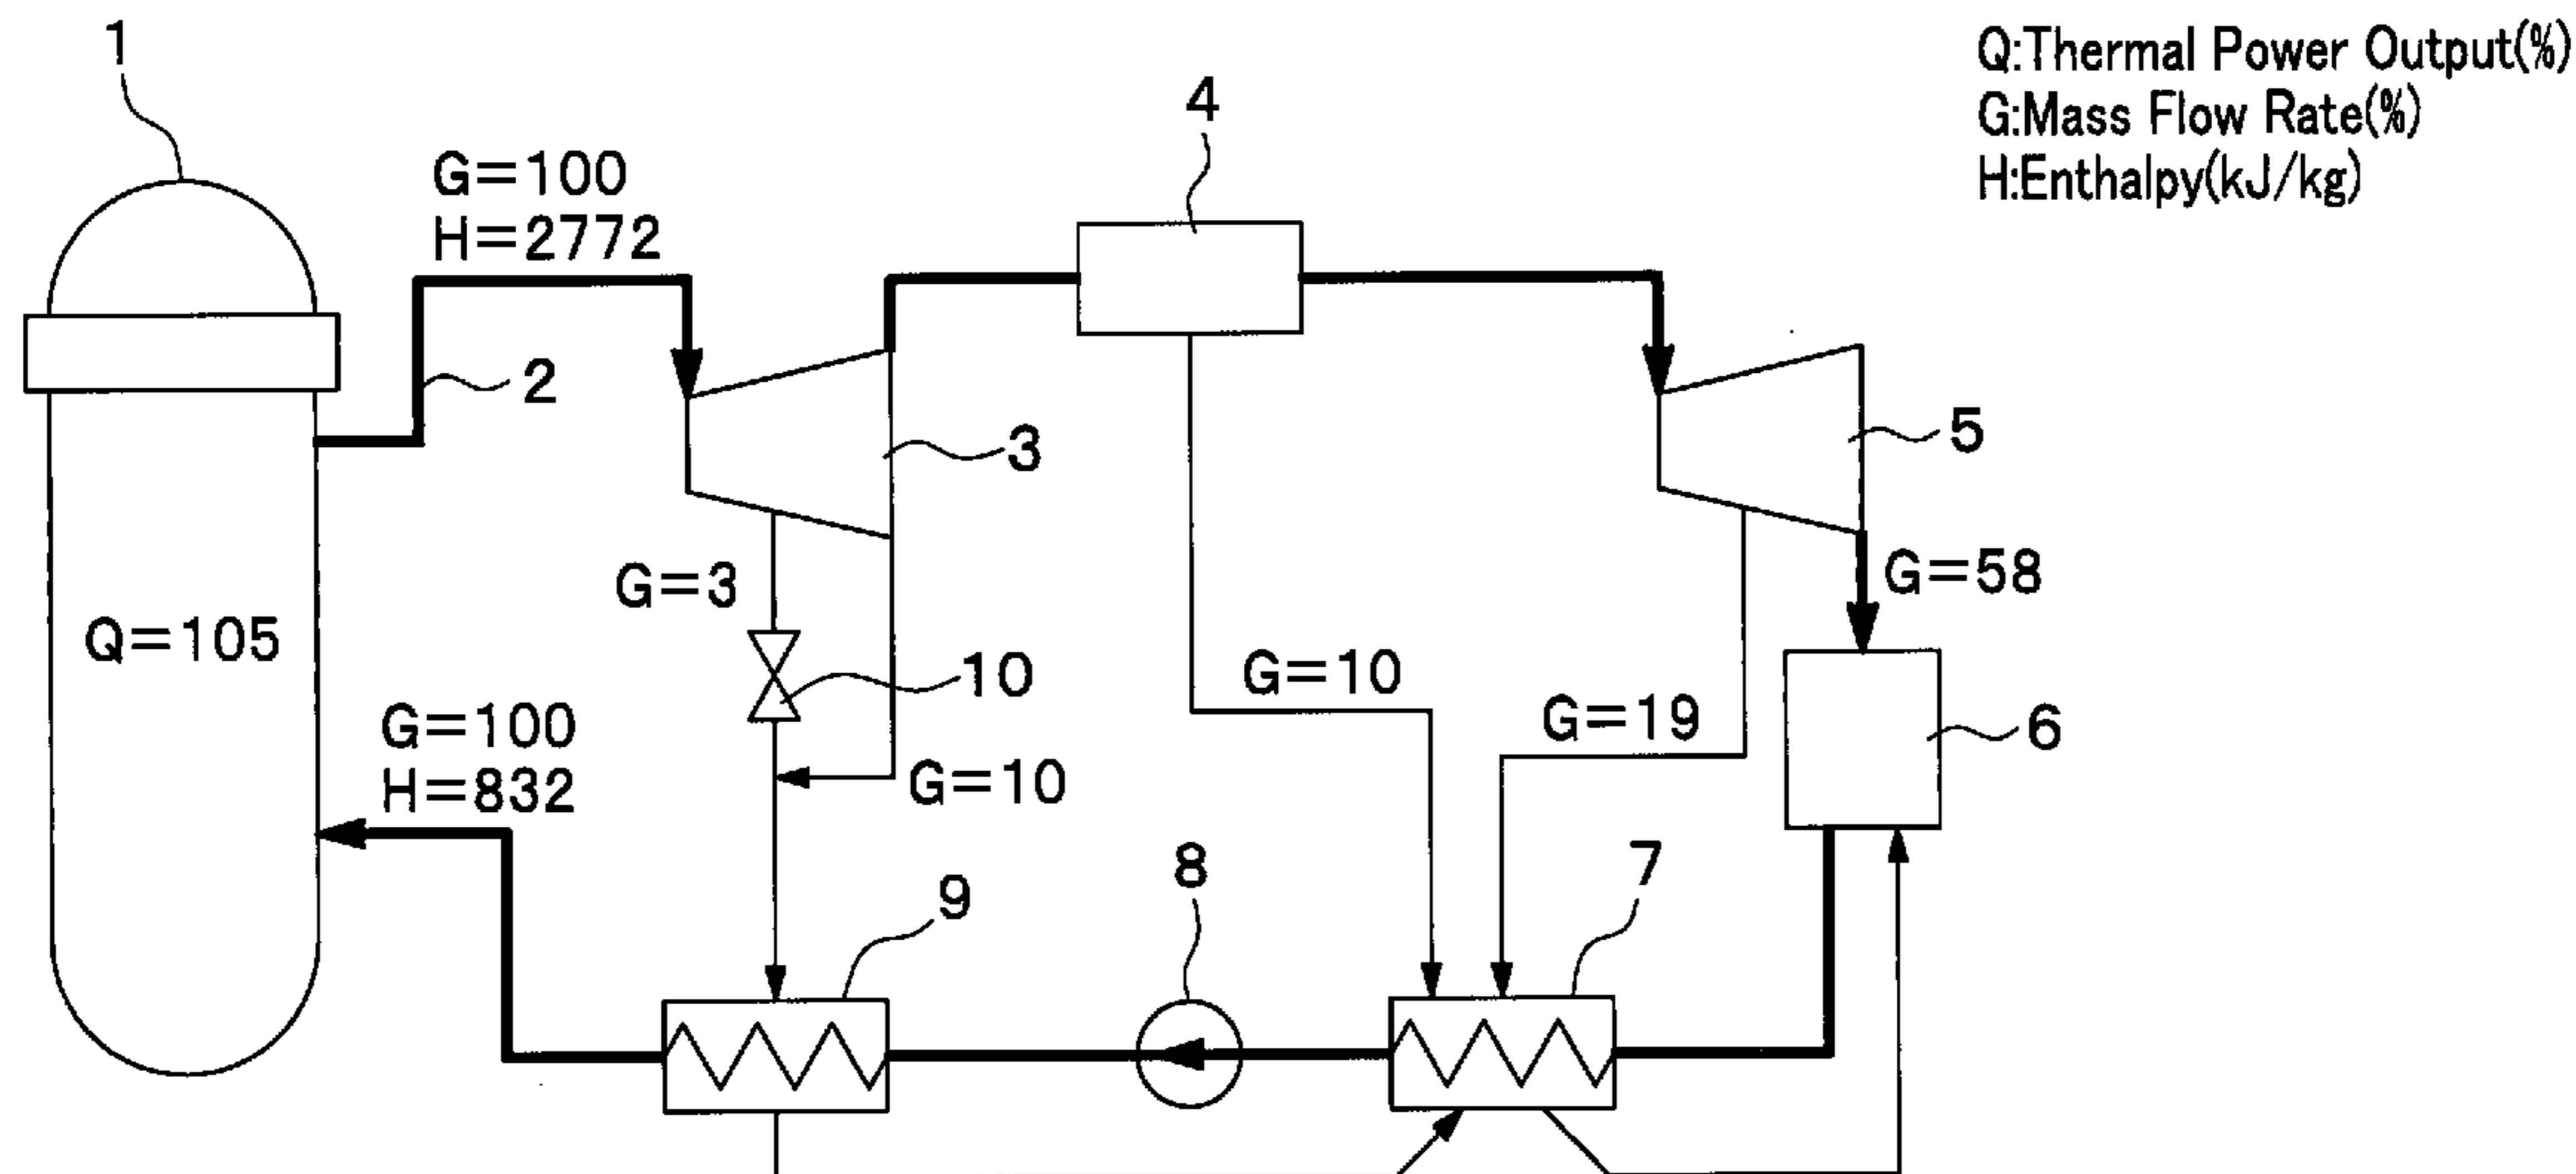 1
Q:Thermal Power Output(%)
G:Mass Flow Rate(%)
H:Enthalpy(kJ/kg)
4
G=100
H=2772
2
3
5
G=3
G=58
Q=105
10
G=10
G=19
6
G=100
H=832
G=10
8
7
9